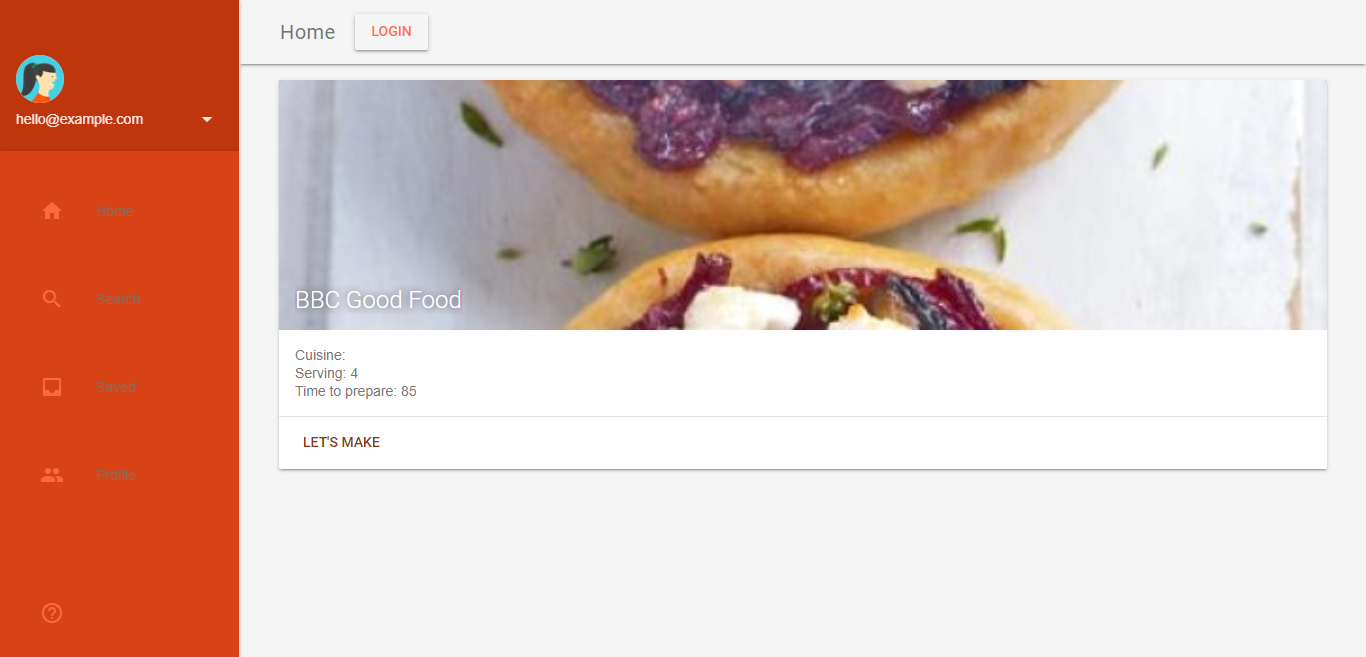 hello@example.com
Home
Search
Saved
Profile
Home
LOGIN
BBC Good Food
Cuisine:
Serving: 4
Time to prepare: 85
LET'S MAKE